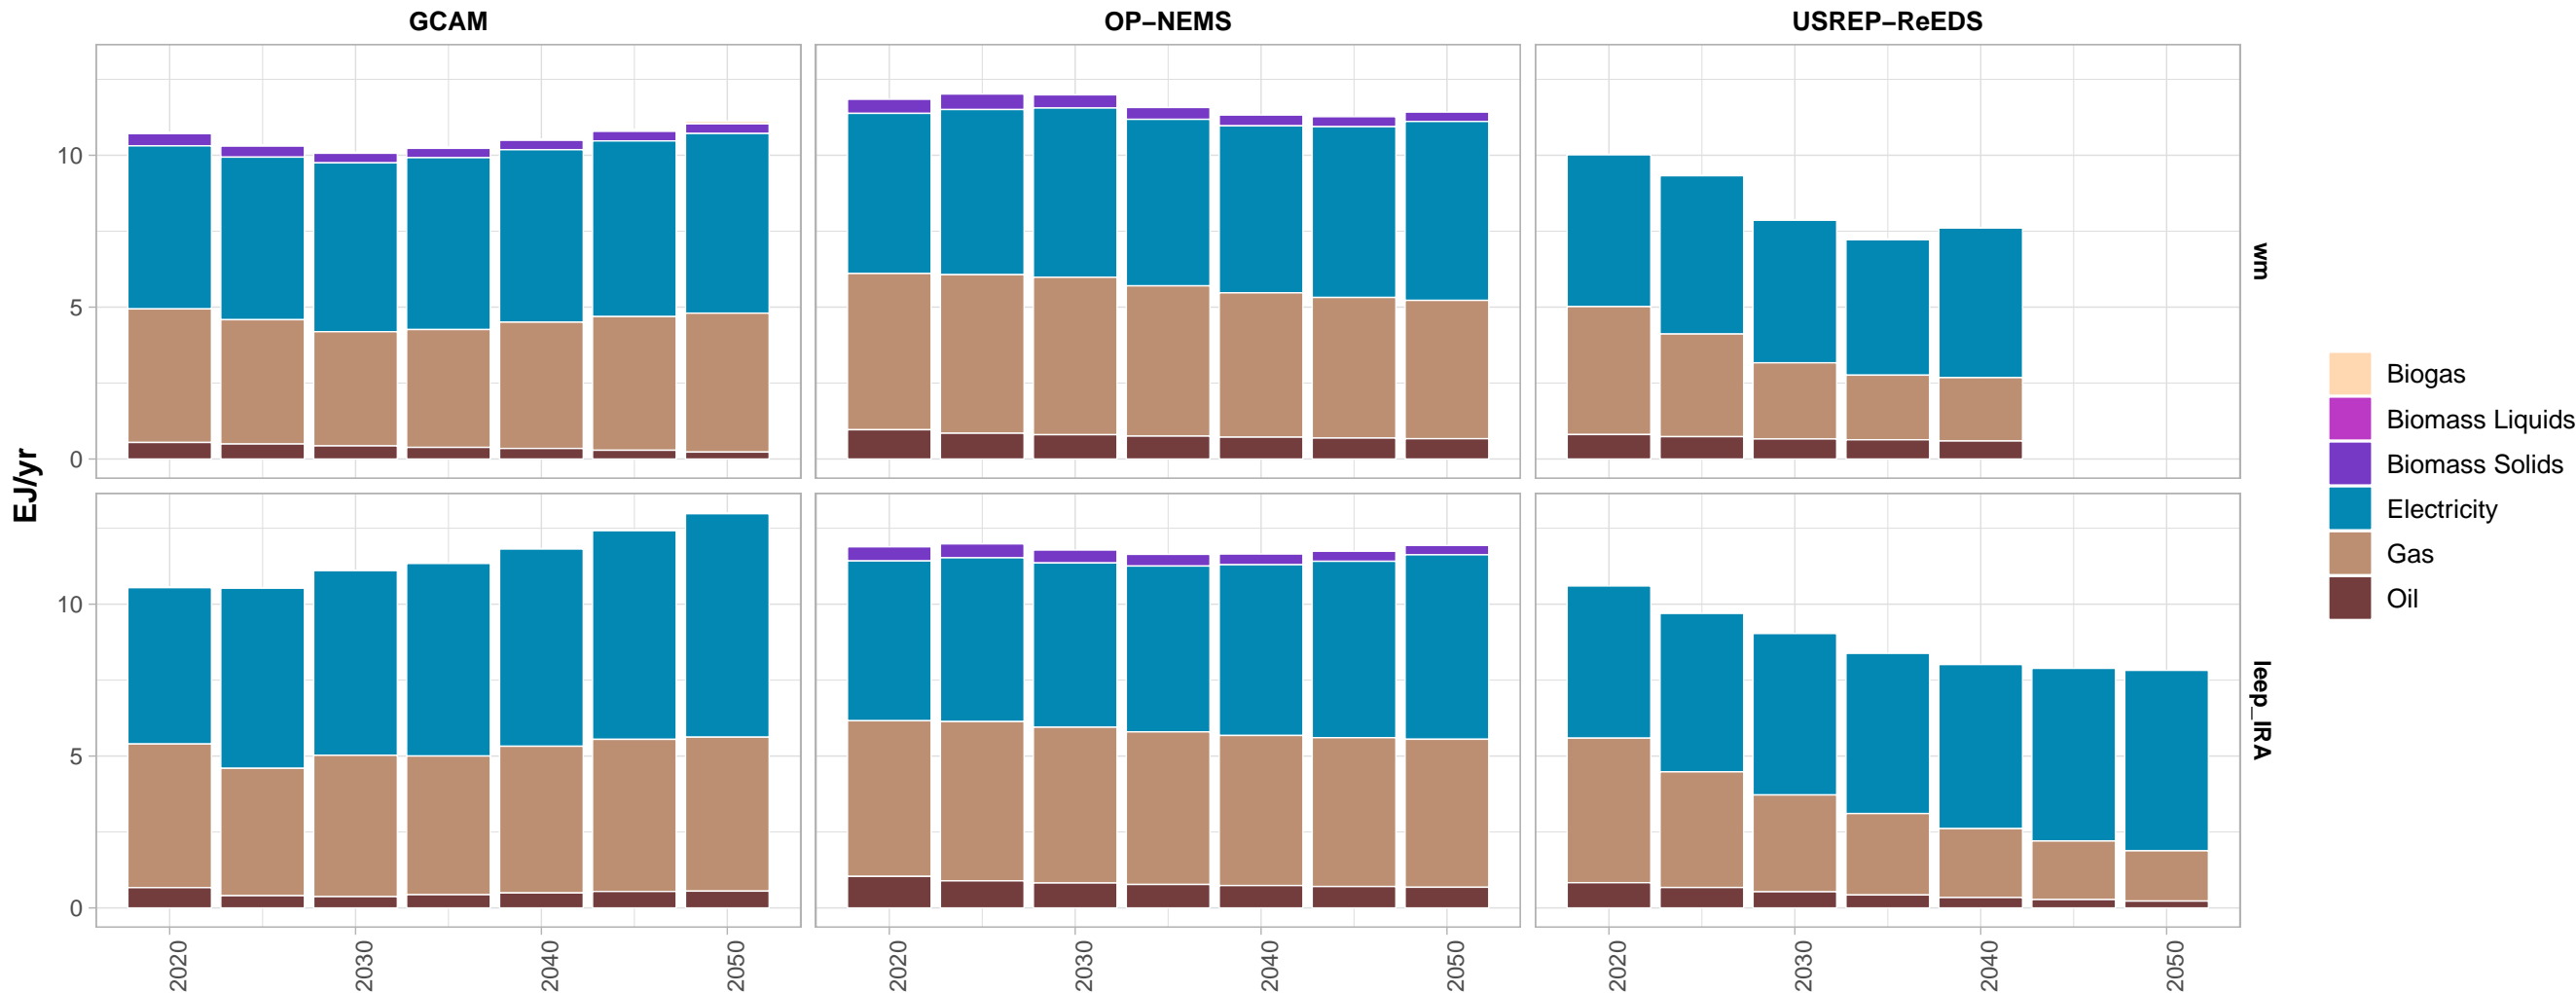 GCAM
OP−NEMS
USREP−ReEDS
EJ/yr
10
5
0
wm
10
5
0
leep_IRA
2020
2030
2040
2050
2020
2030
2040
2050
2020
2030
2040
2050
Biogas
Biomass Liquids
Biomass Solids
Electricity
Gas
Oil